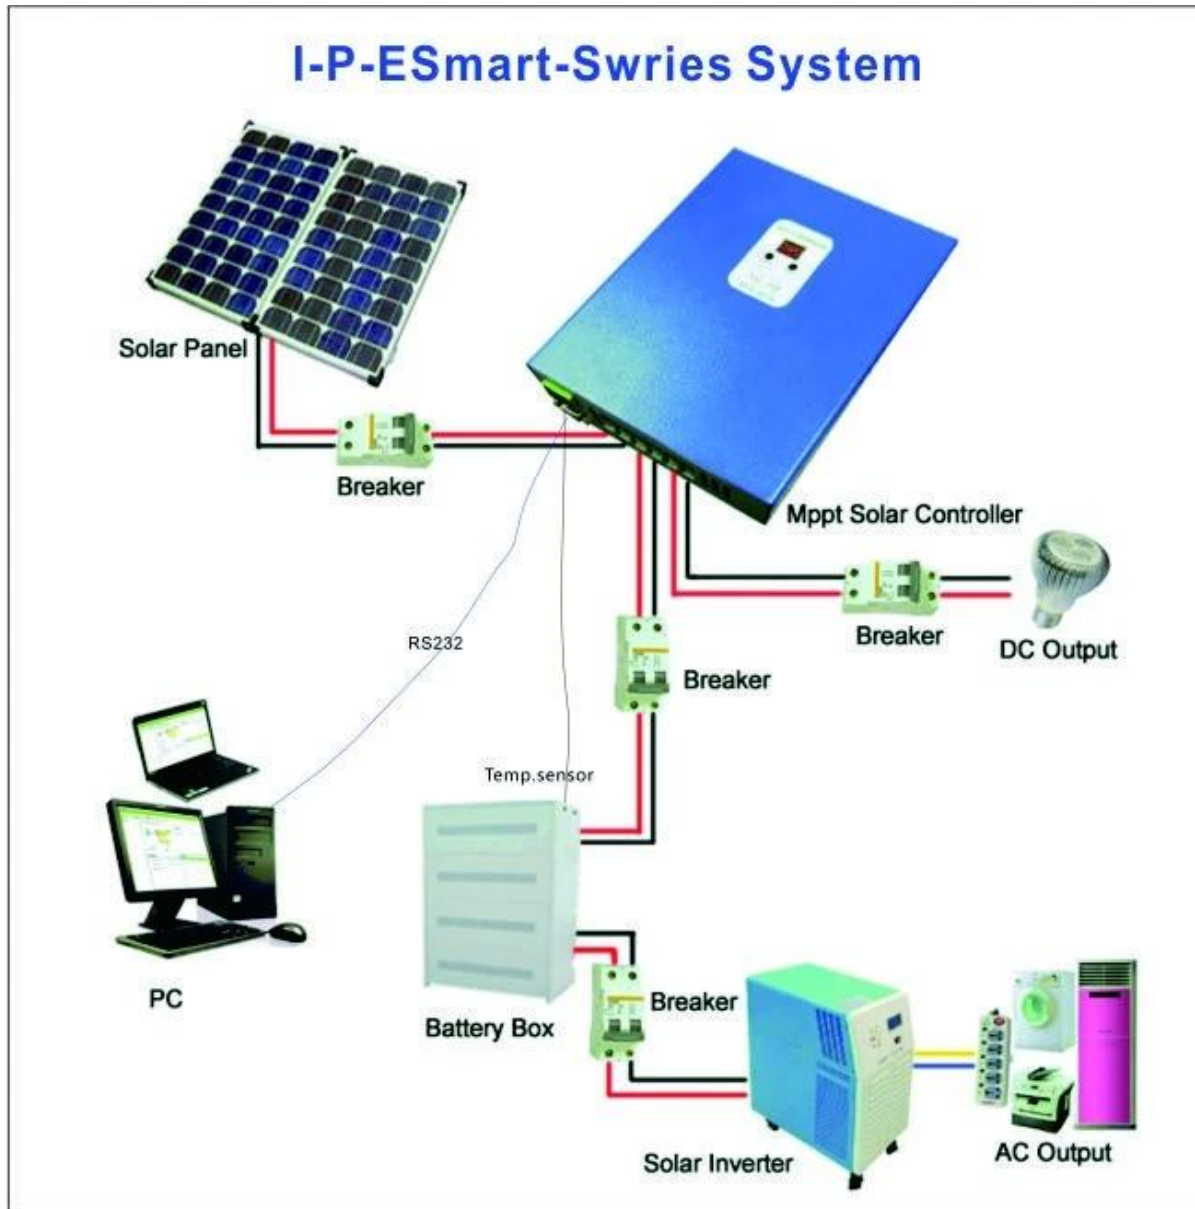 I-P-ESmart-Swries System
Solar Panel
Breaker
Mppt Solar Controller
Breaker
DC Output
RS232
Breaker
Temp.sensor
PC
Battery Box
Breaker
Solar Inverter
AC Output